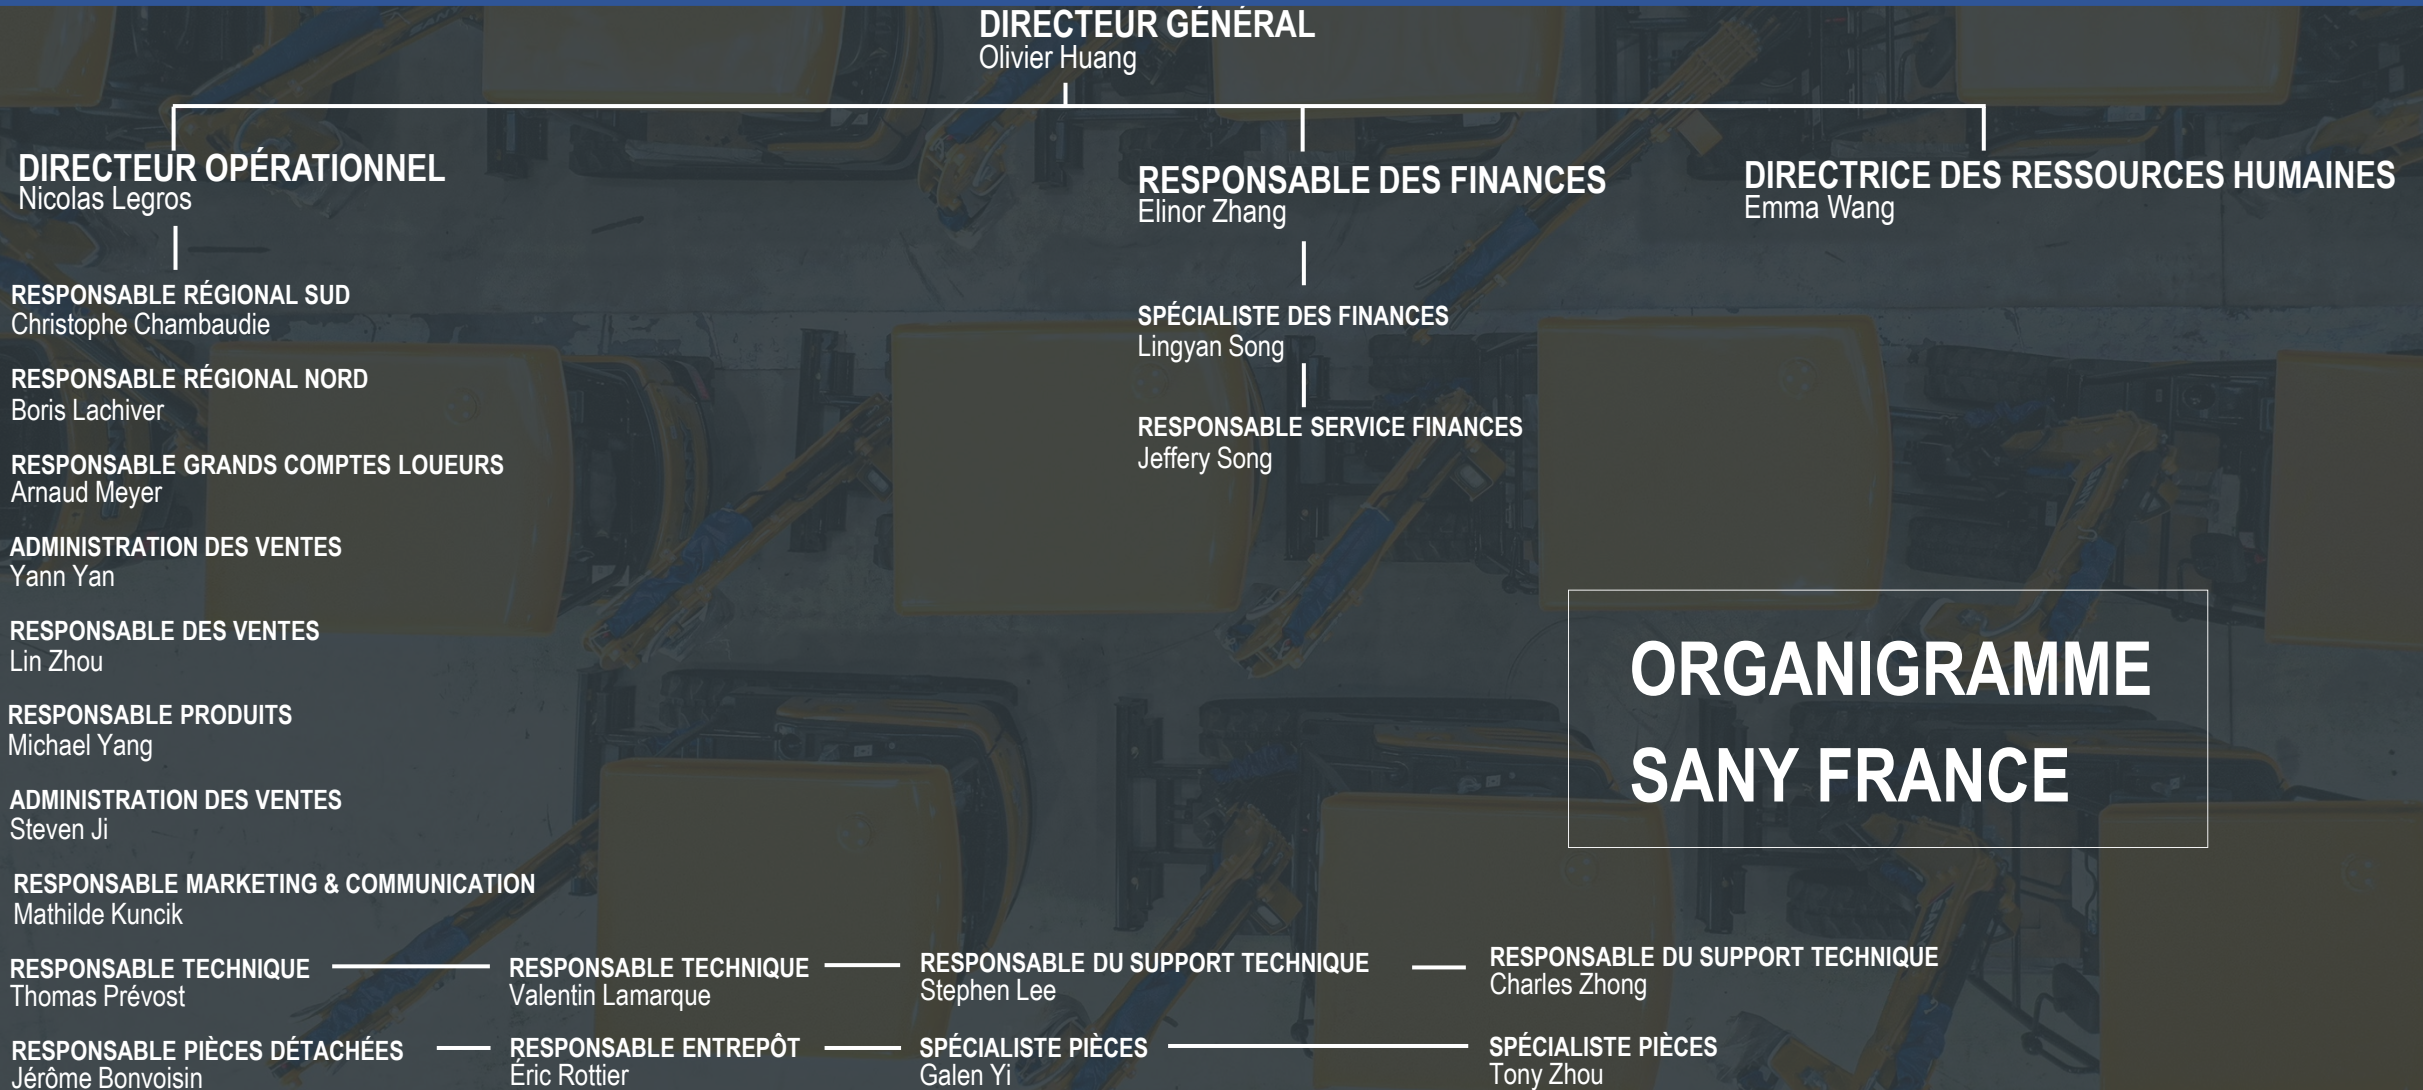 DIRECTEUR GÉNÉRAL
Olivier Huang
DIRECTEUR OPÉRATIONNEL
Nicolas Legros
RESPONSABLE DES FINANCES
Elinor Zhang
DIRECTRICE DES RESSOURCES HUMAINES
Emma Wang
RESPONSABLE RÉGIONAL SUD
Christophe Chambaudie
RESPONSABLE RÉGIONAL NORD
Boris Lachiver
RESPONSABLE GRANDS COMPTES LOUEURS
Arnaud Meyer
ADMINISTRATION DES VENTES
Yann Yan
RESPONSABLE DES VENTES
Lin Zhou
RESPONSABLE PRODUITS
Michael Yang
ADMINISTRATION DES VENTES
Steven Ji
RESPONSABLE MARKETING & COMMUNICATION
Mathilde Kuncik
SPÉCIALISTE DES FINANCES
Lingyan Song
RESPONSABLE SERVICE FINANCES
Jeffery Song
ORGANIGRAMME
SANY FRANCE
RESPONSABLE TECHNIQUE
Thomas Prévost
RESPONSABLE TECHNIQUE
Valentin Lamarque
RESPONSABLE DU SUPPORT TECHNIQUE
Stephen Lee
RESPONSABLE DU SUPPORT TECHNIQUE
Charles Zhong
RESPONSABLE PIÈCES DÉTACHÉES
Jérôme Bonvoisin
RESPONSABLE ENTREPÔT
Éric Rottier
SPÉCIALISTE PIÈCES
Galen Yi
SPÉCIALISTE PIÈCES
Tony Zhou